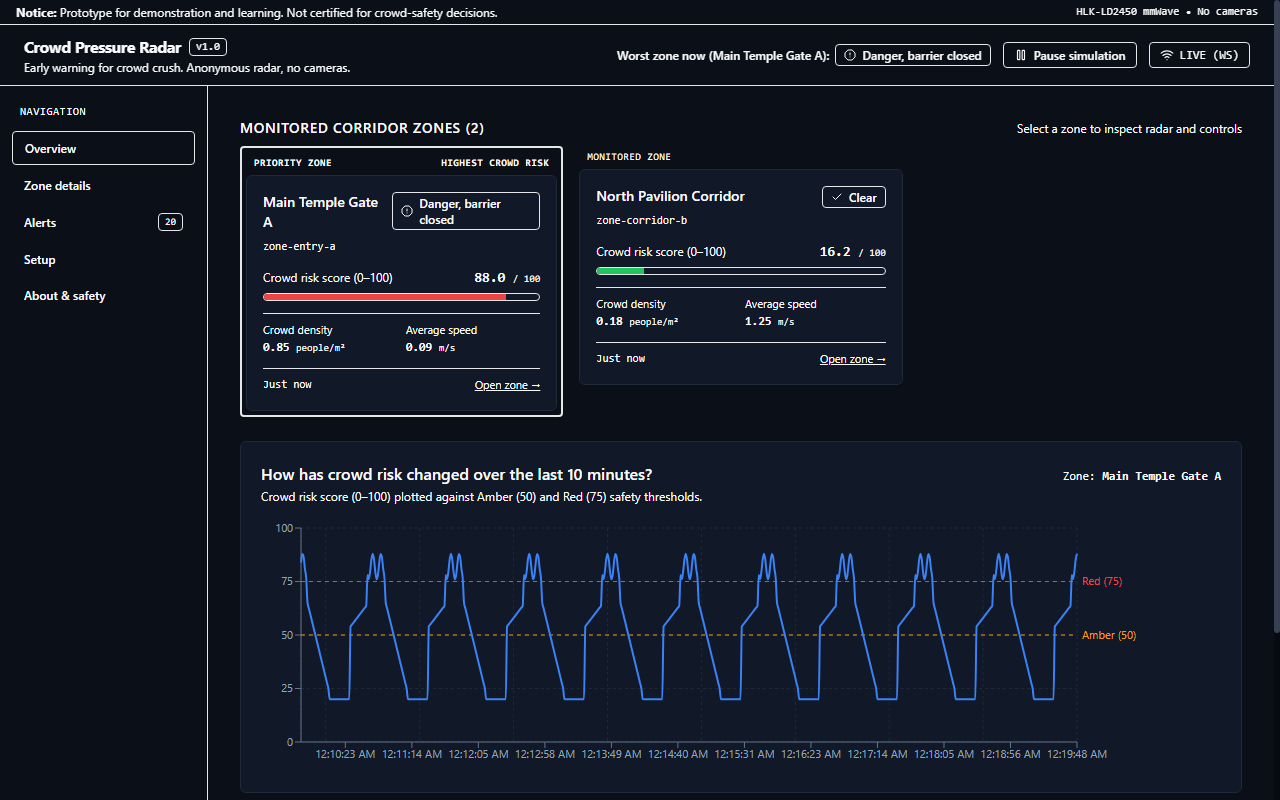 Notice: Prototype for demonstration and learning. Not certified for crowd-safety decisions.
HLK-LD2450 mmWave • No cameras
Crowd Pressure Radar v1.0
Early warning for crowd crush. Anonymous radar, no cameras.
Worst zone now (Main Temple Gate A): Danger, barrier closed
Pause simulation
LIVE (WS)
NAVIGATION
Overview
Zone details
Alerts 20
Setup
About & safety
MONITORED CORRIDOR ZONES (2)
Select a zone to inspect radar and controls
PRIORITY ZONE HIGHEST CROWD RISK
Main Temple Gate
A
Danger, barrier
closed
zone-entry-a
Crowd risk score (0–100) 88.0 / 100
Crowd density Average speed
0.85 people/m² 0.09 m/s
Just now Open zone →
MONITORED ZONE
North Pavilion Corridor Clear
zone-corridor-b
Crowd risk score (0–100) 16.2 / 100
Crowd density Average speed
0.18 people/m² 1.25 m/s
Just now Open zone →
How has crowd risk changed over the last 10 minutes?
Zone: Main Temple Gate A
Crowd risk score (0–100) plotted against Amber (50) and Red (75) safety thresholds.
100
75
Red (75)
50
Amber (50)
25
0
12:10:23 AM 12:11:14 AM 12:12:05 AM 12:12:58 AM 12:13:49 AM 12:14:40 AM 12:15:31 AM 12:16:23 AM 12:17:14 AM 12:18:05 AM 12:18:56 AM 12:19:48 AM